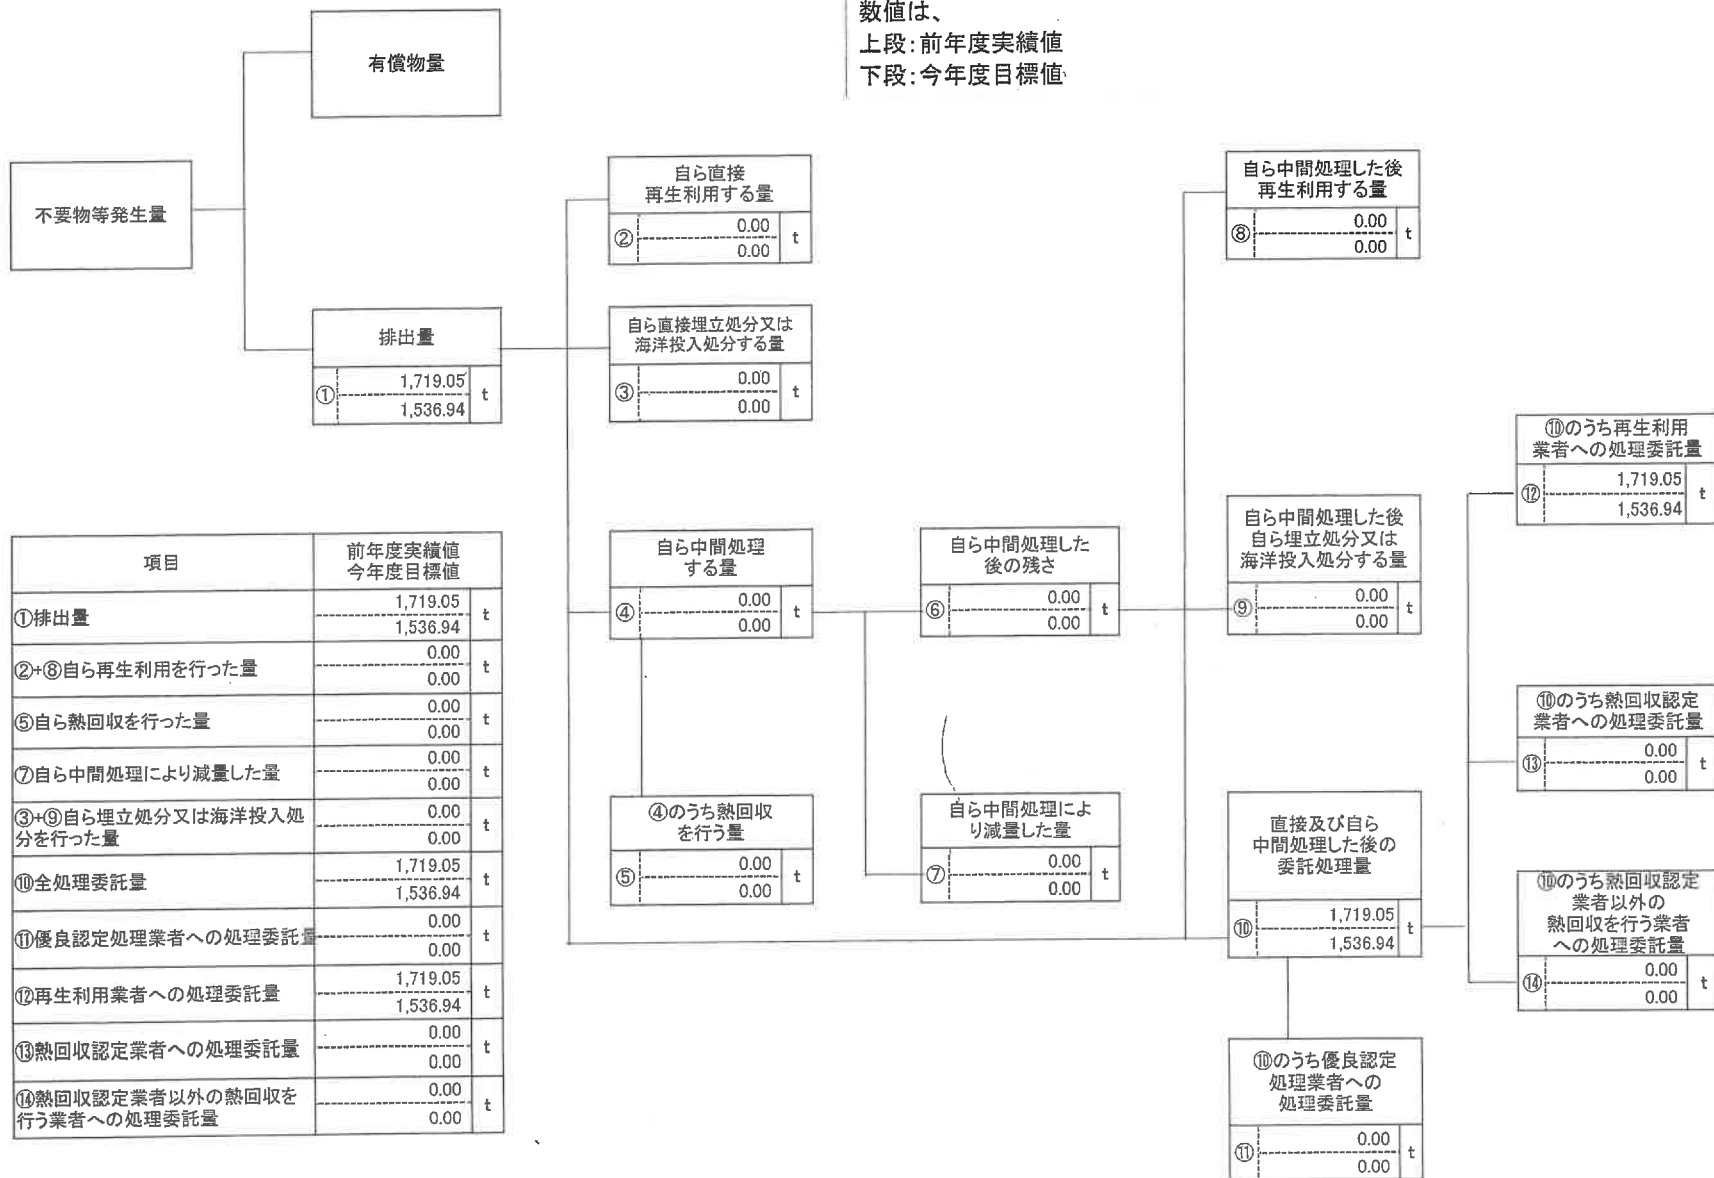 数値は、
上段:前年度実績値
下段:今年度目標値
有償物量
不要物等発生量
排出量
① 1,719.05 t
1,536.94
自ら直接
再生利用する量
② 0.00 t
0.00
自ら直接埋立処分又は
海洋投入処分する量
③ 0.00 t
0.00
自ら中間処理
する量
④ 0.00 t
0.00
④のうち熱回収
を行う量
⑤ 0.00 t
0.00
自ら中間処理した
後の残さ
⑥ 0.00 t
0.00
自ら中間処理によ
り減量した量
⑦ 0.00 t
0.00
自ら中間処理した後
再生利用する量
⑧ 0.00 t
0.00
自ら中間処理した後
自ら埋立処分又は
海洋投入処分する量
⑨ 0.00 t
0.00
直接及び自ら
中間処理した後の
委託処理量
⑩ 1,719.05 t
1,536.94
⑩のうち優良認定
処理業者への
処理委託量
⑪ 0.00 t
0.00
⑩のうち再生利用
業者への処理委託量
⑫ 1,719.05 t
1,536.94
⑩のうち熱回収認定
業者への処理委託量
⑬ 0.00 t
0.00
⑩のうち熱回収認定
業者以外の
熱回収を行う業者
への処理委託量
⑭ 0.00 t
0.00
項目 前年度実績値
今年度目標値
①排出量 1,719.05 t
1,536.94
②+⑧自ら再生利用を行った量 0.00 t
0.00
⑤自ら熱回収を行った量 0.00 t
0.00
⑦自ら中間処理により減量した量 0.00 t
0.00
③+⑨自ら埋立処分又は海洋投入処 0.00 t
分を行った量 0.00
⑩全処理委託量 1,719.05 t
1,536.94
⑪優良認定処理業者への処理委託量 0.00 t
0.00
⑫再生利用業者への処理委託量 1,719.05 t
1,536.94
⑬熱回収認定業者への処理委託量 0.00 t
0.00
⑭熱回収認定業者以外の熱回収を 0.00 t
行う業者への処理委託量 0.00